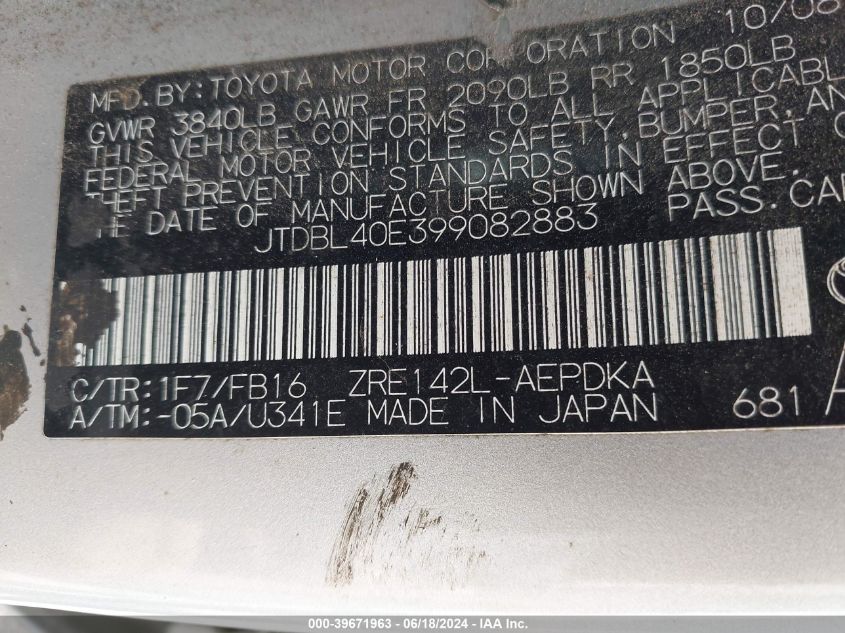 MFD. BY: TOYOTA MOTOR CORPORATION 10/08
GVWR 3840LB GAWR FR 2090LB RR 1850LB
THIS VEHICLE CONFORMS TO ALL APPLICABL
FEDERAL MOTOR VEHICLE SAFETY, BUMPER, AN
THEFT PREVENTION STANDARDS IN EFFECT O
THE DATE OF MANUFACTURE SHOWN ABOVE.
JTDBL40E399082883 PASS. CAR
C/TR: 1F7/FB16 ZRE142L-AEPDKA
A/TM: -05A/U341E MADE IN JAPAN 681 A
000-39671963 - 06/18/2024 - IAA Inc.